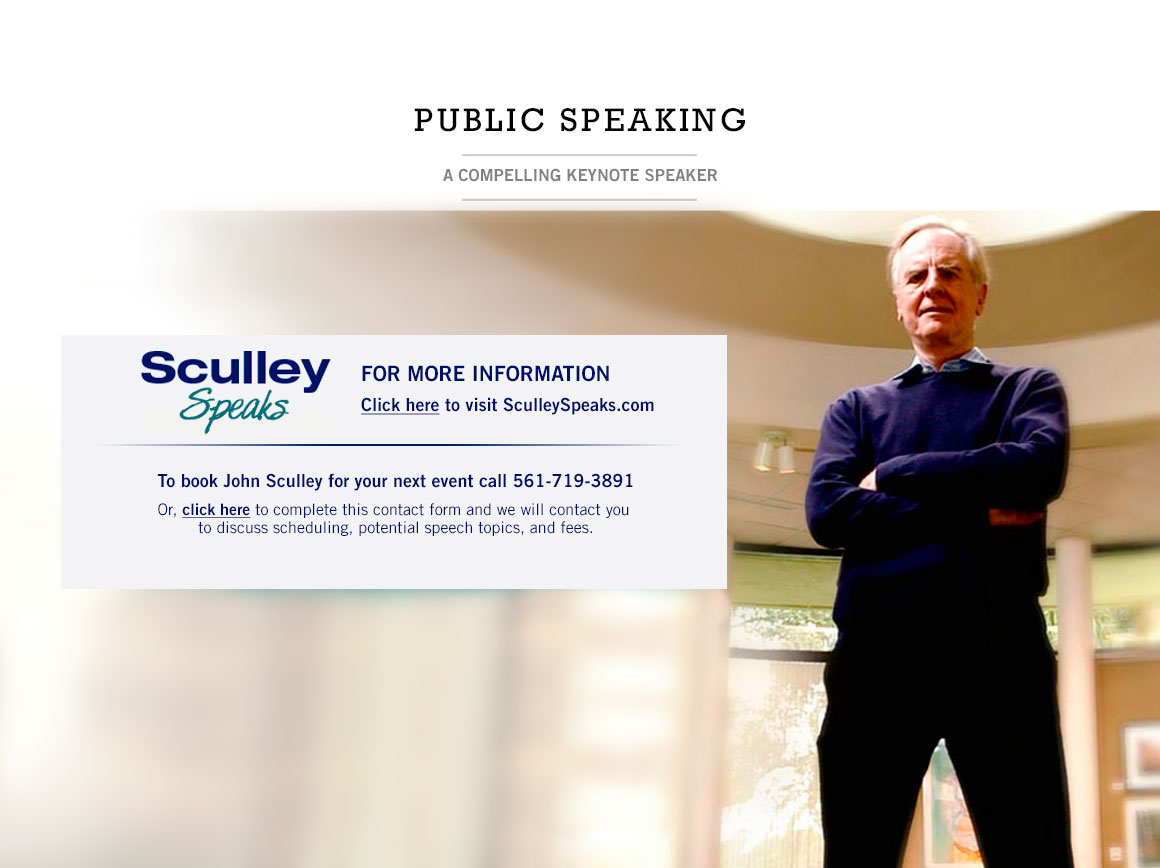 PUBLIC SPEAKING
A COMPELLING KEYNOTE SPEAKER
Sculley
Speaks
FOR MORE INFORMATION
Click here to visit SculleySpeaks.com
To book John Sculley for your next event call 561-719-3891
Or, click here to complete this contact form and we will contact you
to discuss scheduling, potential speech topics, and fees.